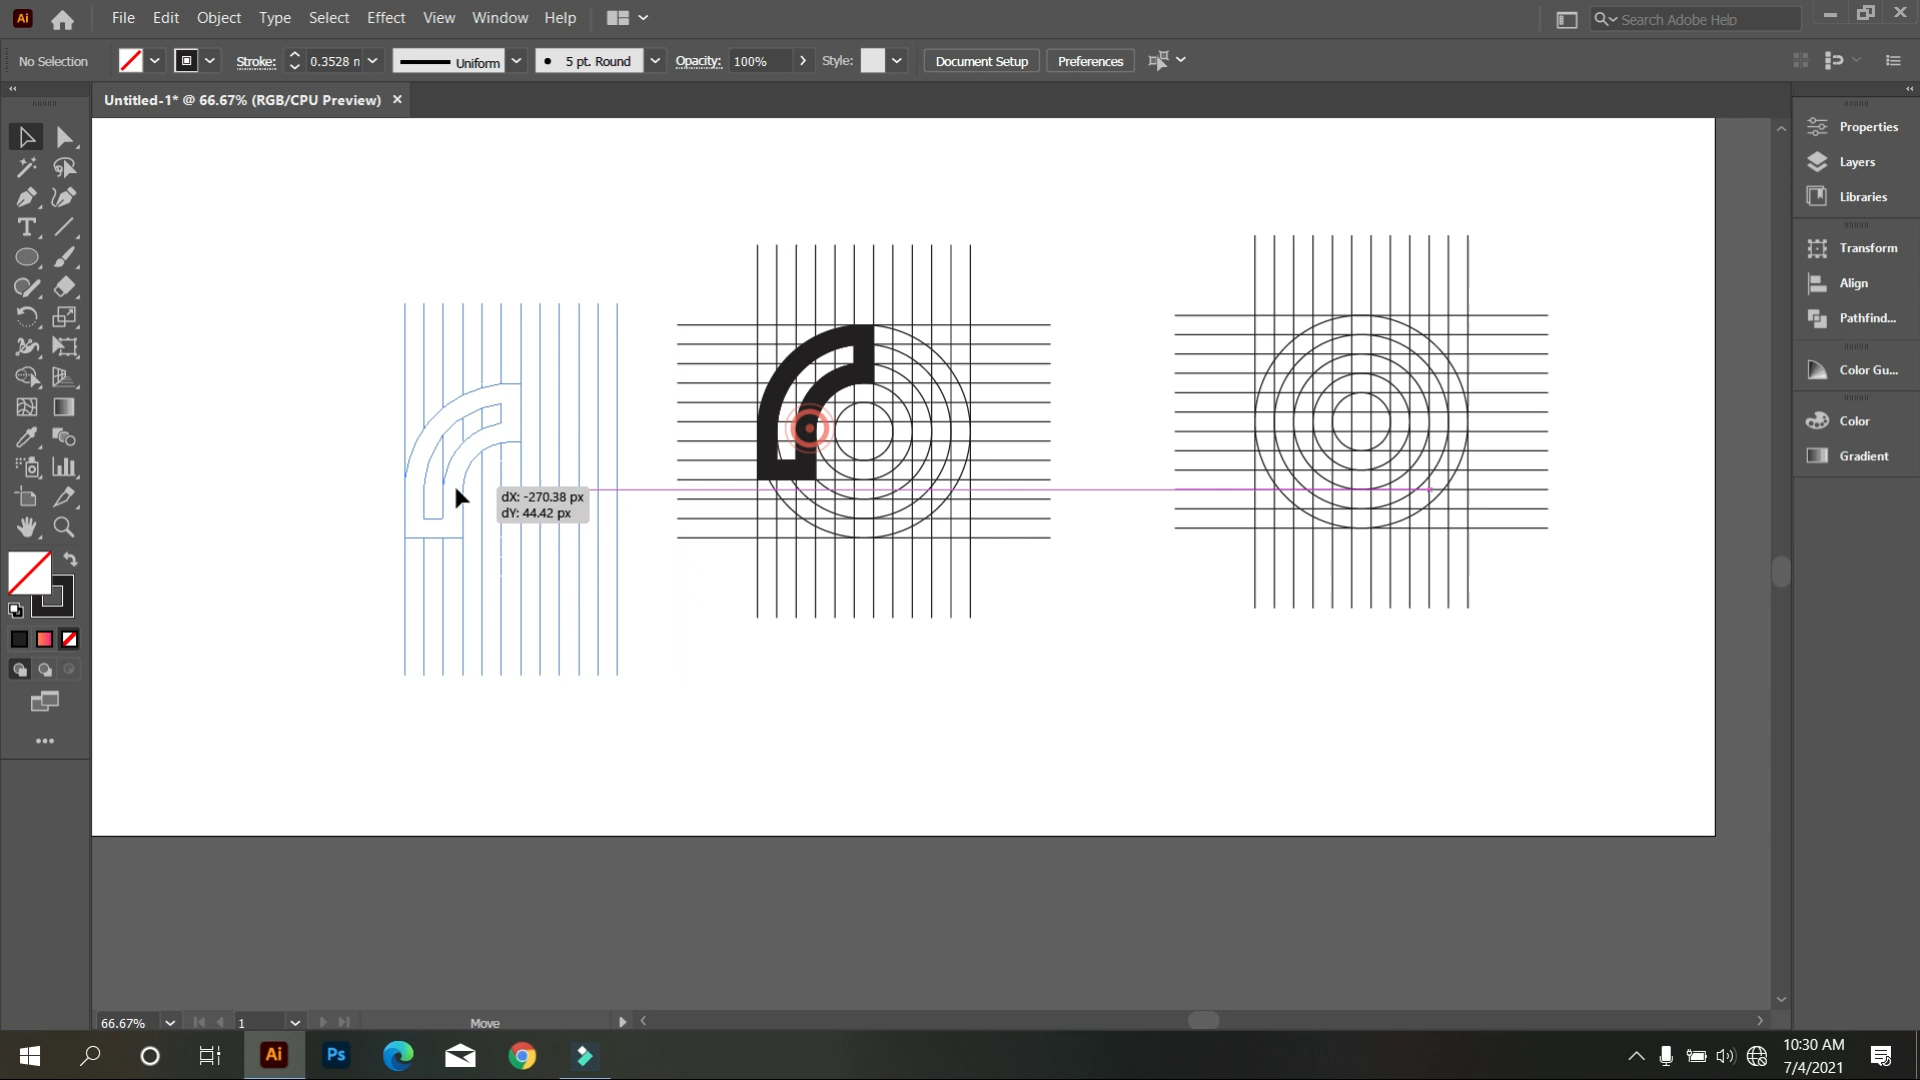 Ai File Edit Object Type Select Effect View Window Help Search Adobe Help
No Selection Stroke: 0.3528 n Uniform 5 pt. Round Opacity: 100% Style: Document Setup Preferences
Untitled-1* @ 66.67% (RGB/CPU Preview)
Properties
Layers
Libraries
Transform
Align
Pathfind...
Color Gu...
Color
Gradient
dX: -270.38 px
dY: 44.42 px
66.67% 1 Move
Ai Ps
10:30 AM
7/4/2021